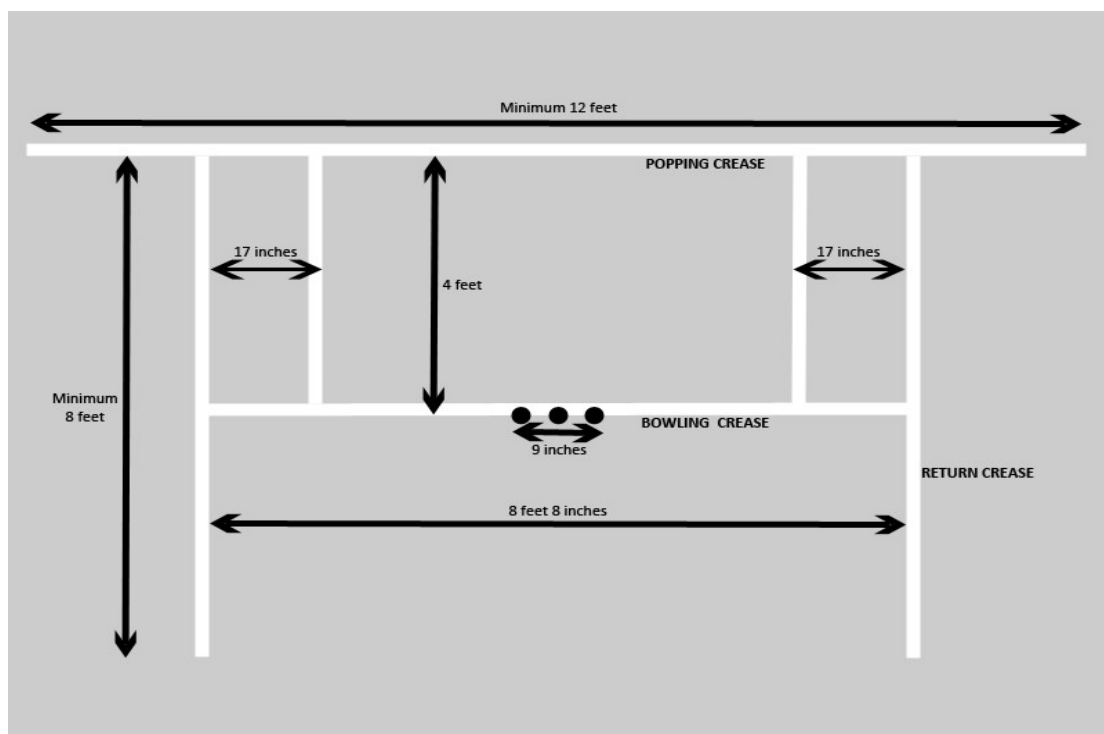 Minimum 12 feet
POPPING CREASE
17 inches
17 inches
4 feet
Minimum
8 feet
BOWLING CREASE
9 inches
RETURN CREASE
8 feet 8 inches